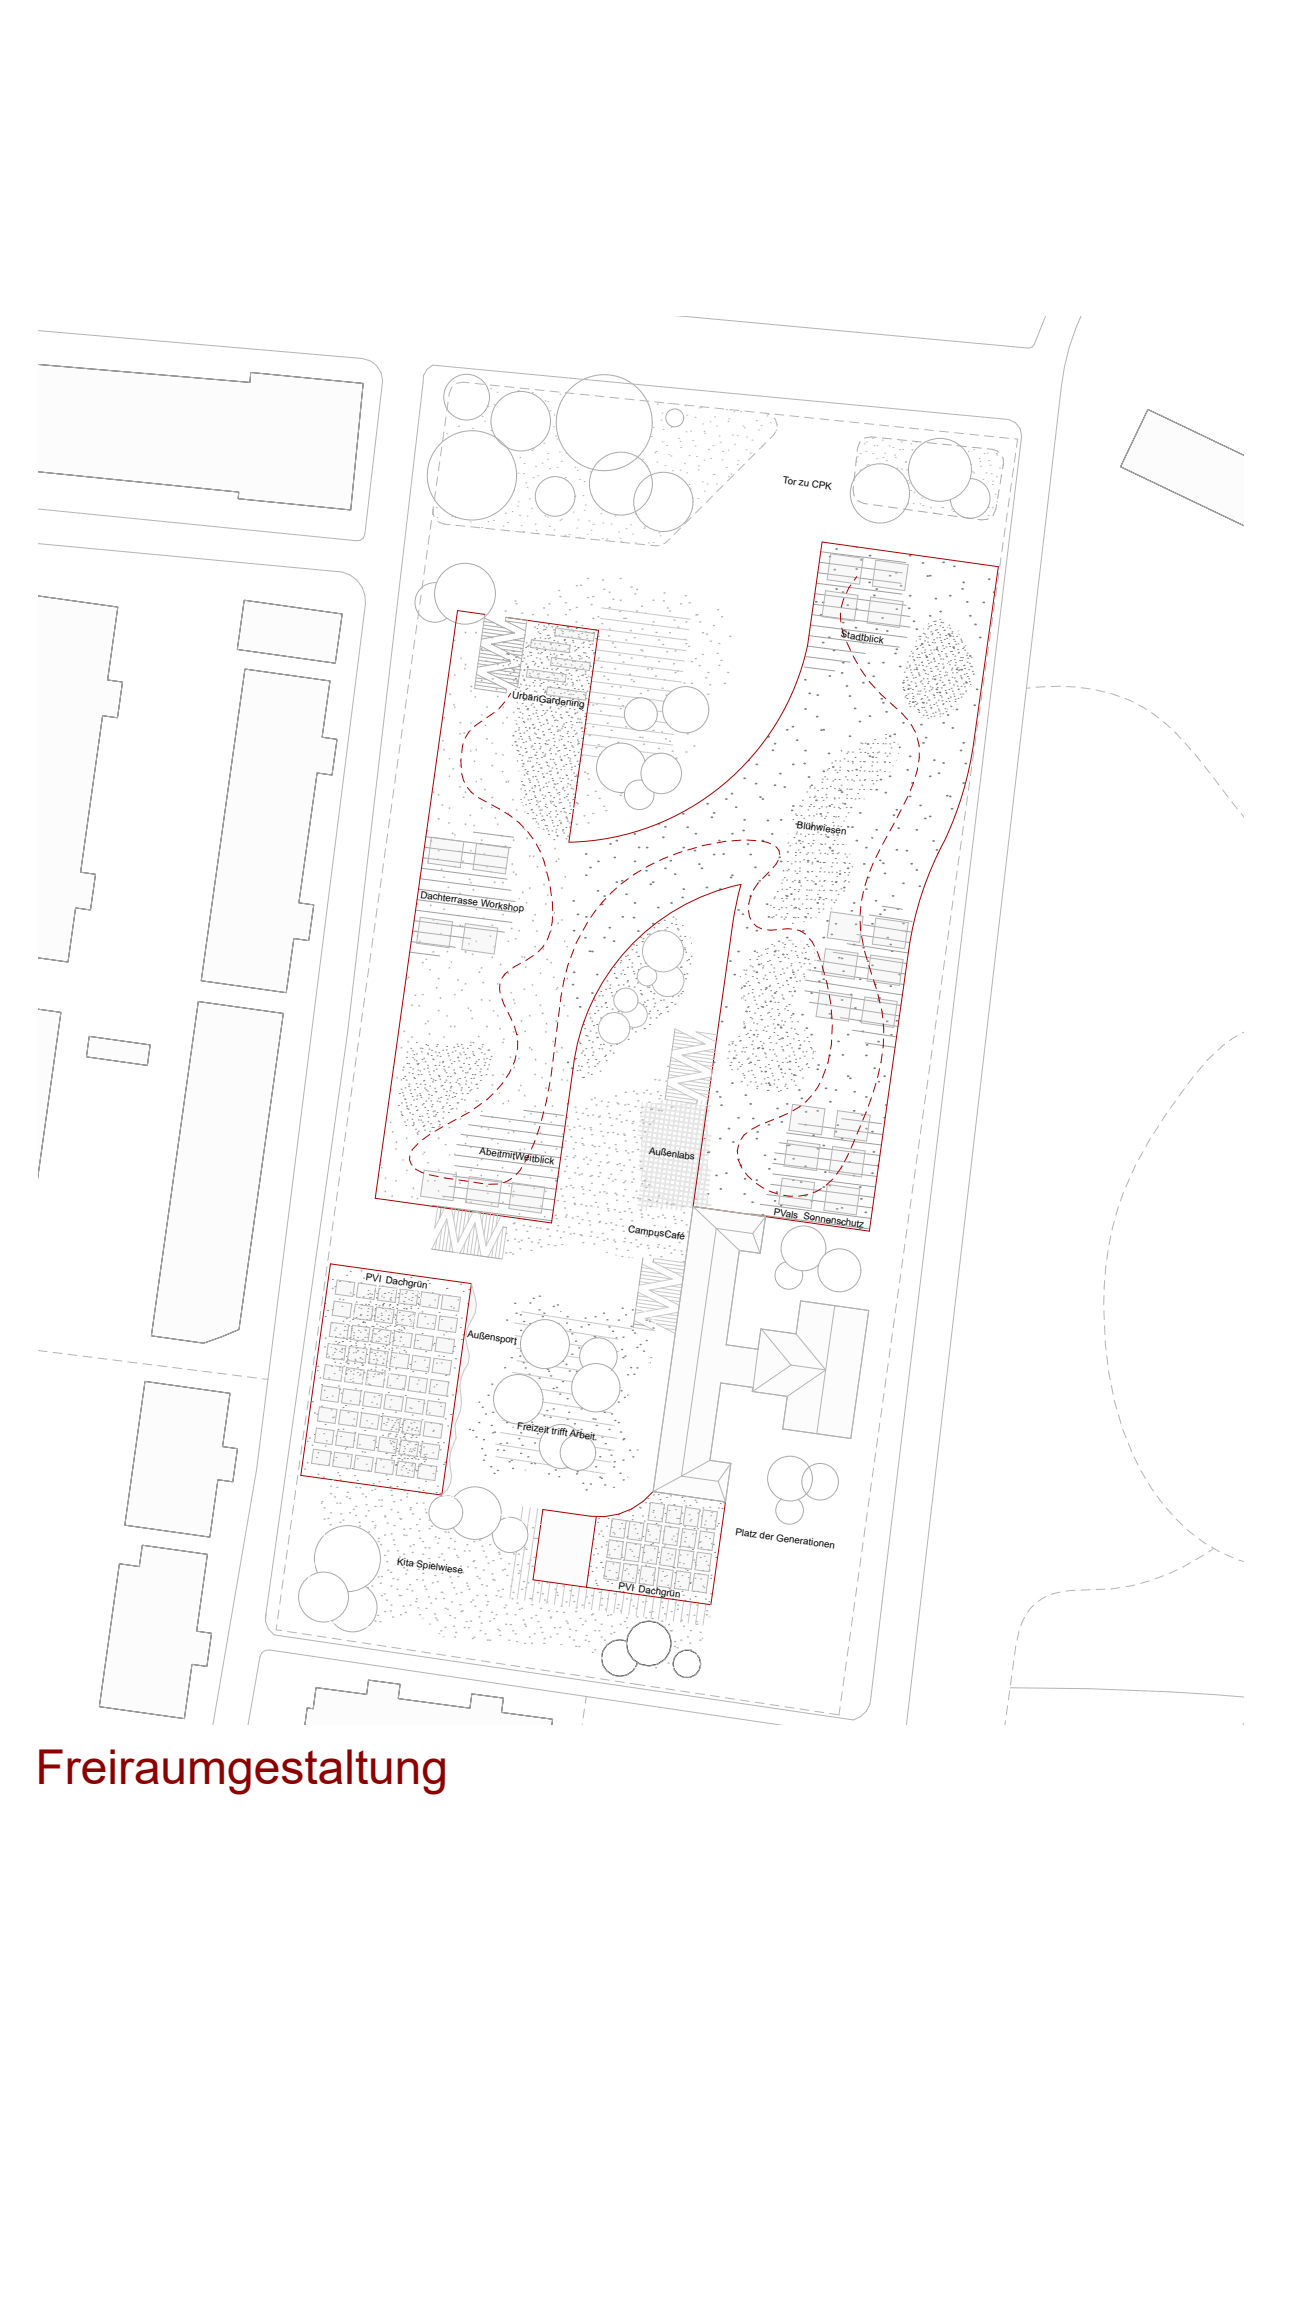 Tor zu CPK
Stadtblick
UrbanGardening
Blühwiesen
Dachterrasse Workshop
AbeitmitWeitblick
Außenlabs
PVals Sonnenschutz
CampusCafé
PVI Dachgrün
Außensport
Freizeit trifft Arbeit.
Platz der Generationen
Kita Spielwiese
PVI Dachgrün
Freiraumgestaltung